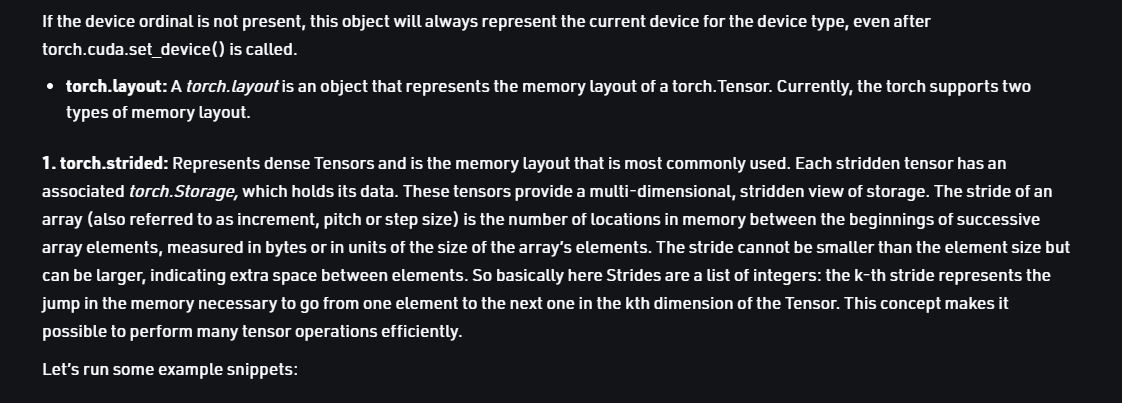 If the device ordinal is not present, this object will always represent the current device for the device type, even after
torch.cuda.set_device() is called.
• torch.layout: A torch.layout is an object that represents the memory layout of a torch.Tensor. Currently, the torch supports two
types of memory layout.
1. torch.strided: Represents dense Tensors and is the memory layout that is most commonly used. Each stridden tensor has an
associated torch.Storage, which holds its data. These tensors provide a multi-dimensional, stridden view of storage. The stride of an
array (also referred to as increment, pitch or step size) is the number of locations in memory between the beginnings of successive
array elements, measured in bytes or in units of the size of the array's elements. The stride cannot be smaller than the element size but
can be larger, indicating extra space between elements. So basically here Strides are a list of integers: the k-th stride represents the
jump in the memory necessary to go from one element to the next one in the kth dimension of the Tensor. This concept makes it
possible to perform many tensor operations efficiently.
Let's run some example snippets: